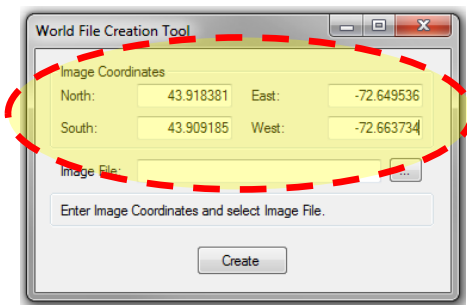 World File Creation Tool
Image Coordinates
North: 43.918381 East: -72.649536
South: 43.909185 West: -72.663734
Image File: ...
Enter Image Coordinates and select Image File.
Create